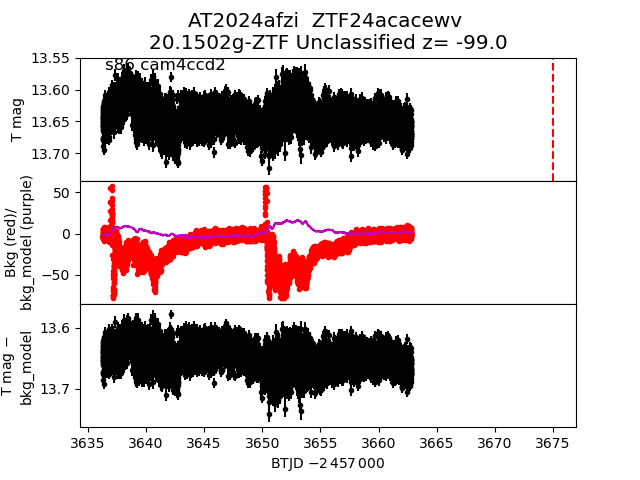 AT2024afzi  ZTF24acacewv
20.1502g-ZTF Unclassified z= -99.0
s86 cam4ccd2
13.55
13.60
13.65
13.70
T mag
50
0
−50
Bkg (red)/
bkg_model (purple)
13.6
13.7
T mag −
bkg_model
3635 3640 3645 3650 3655 3660 3665 3670 3675
BTJD −2 457 000